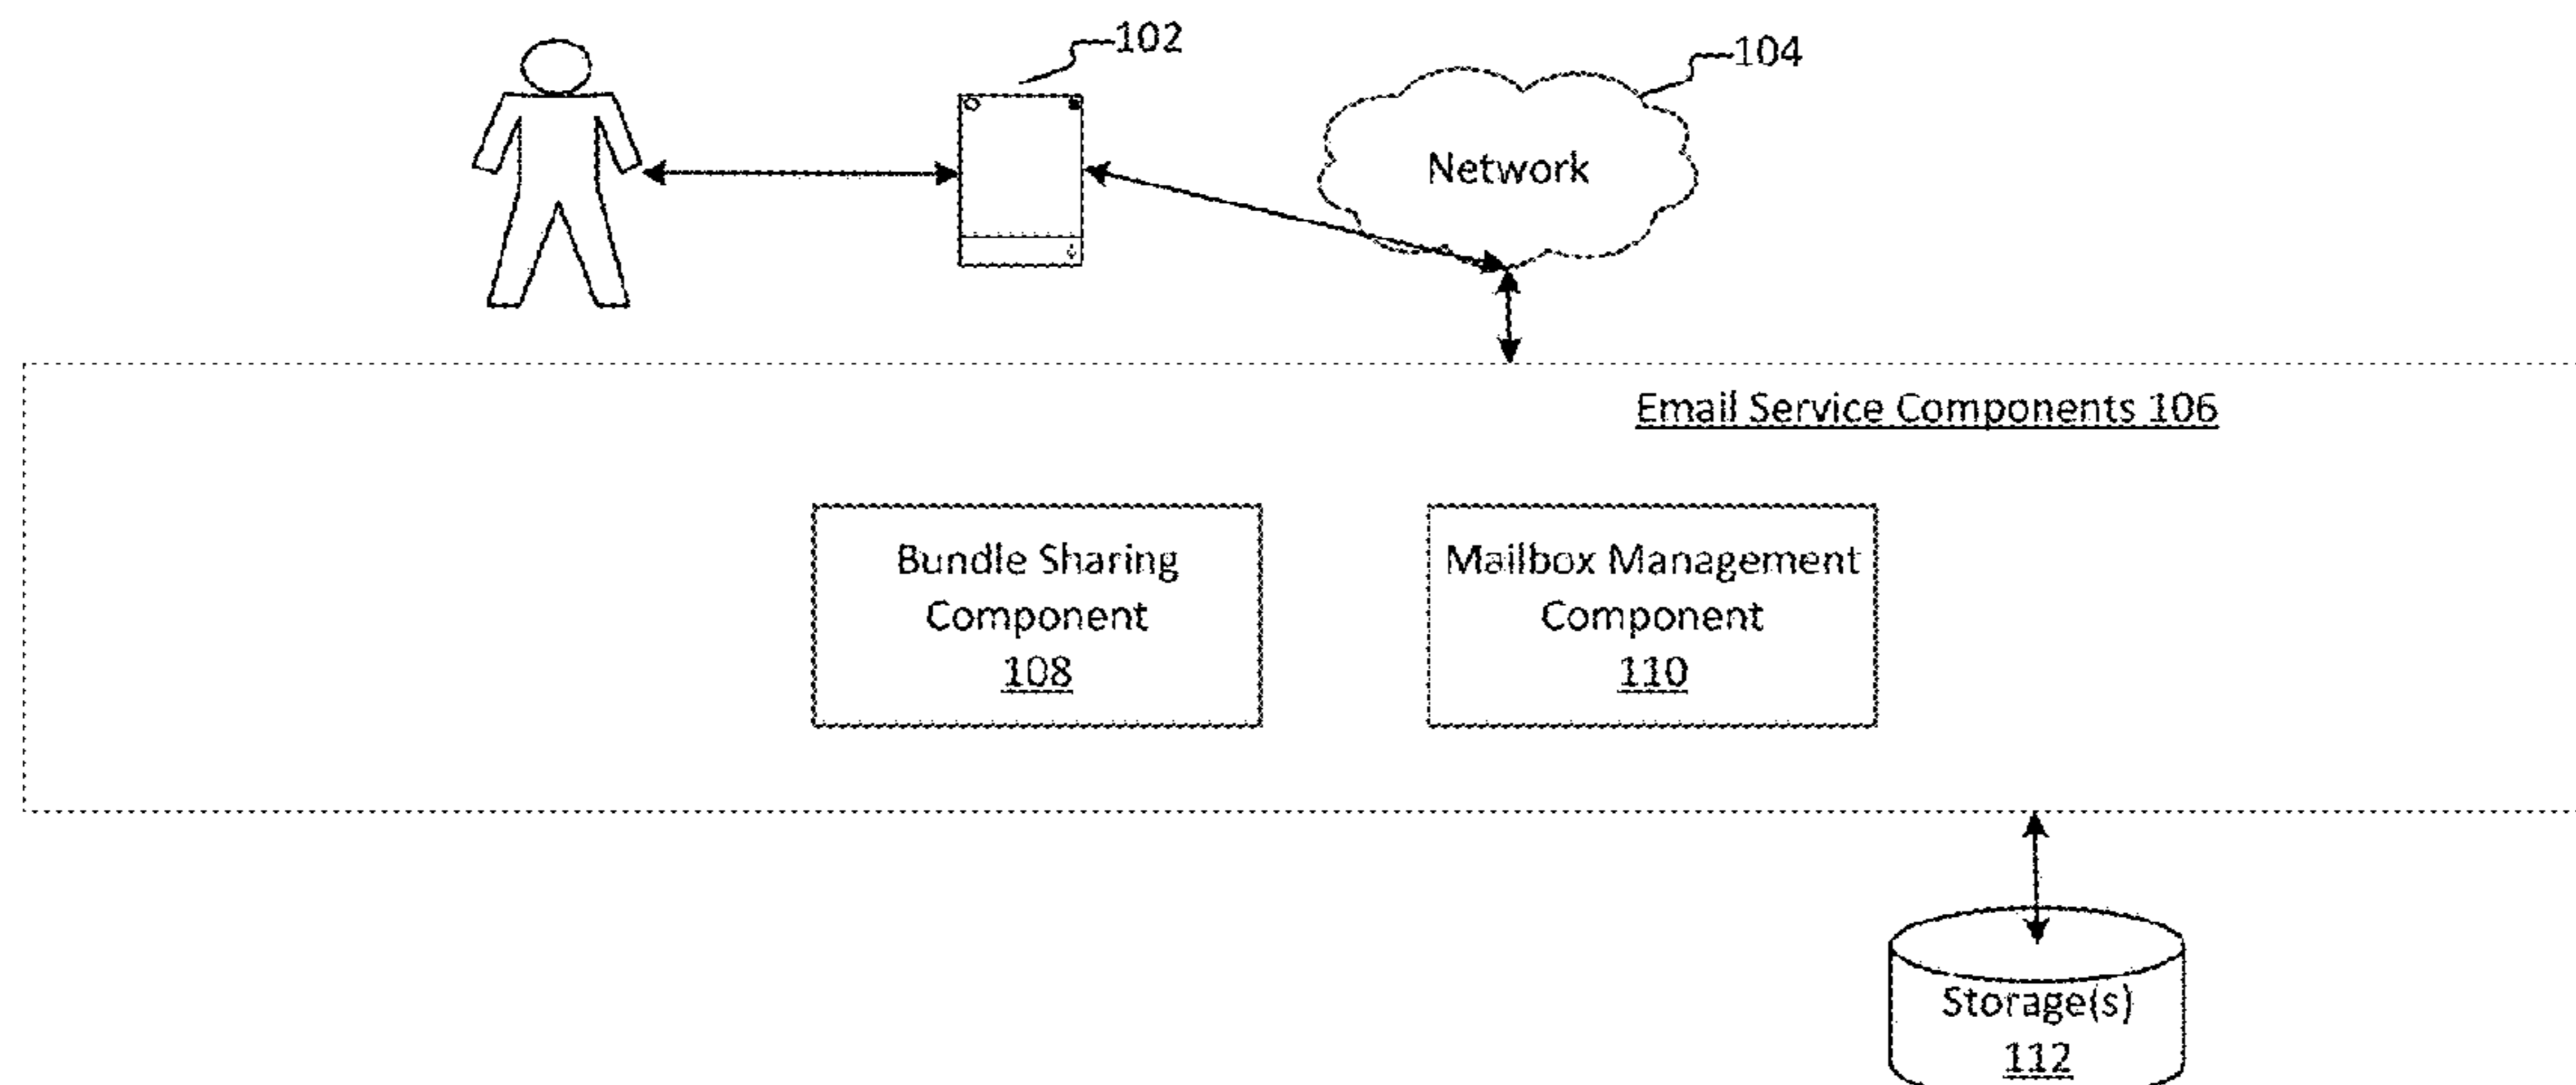 102
104
Network
Email Service Components 106
Bundle Sharing
Component
108
Mailbox Management
Component
110
Storage(s)
112